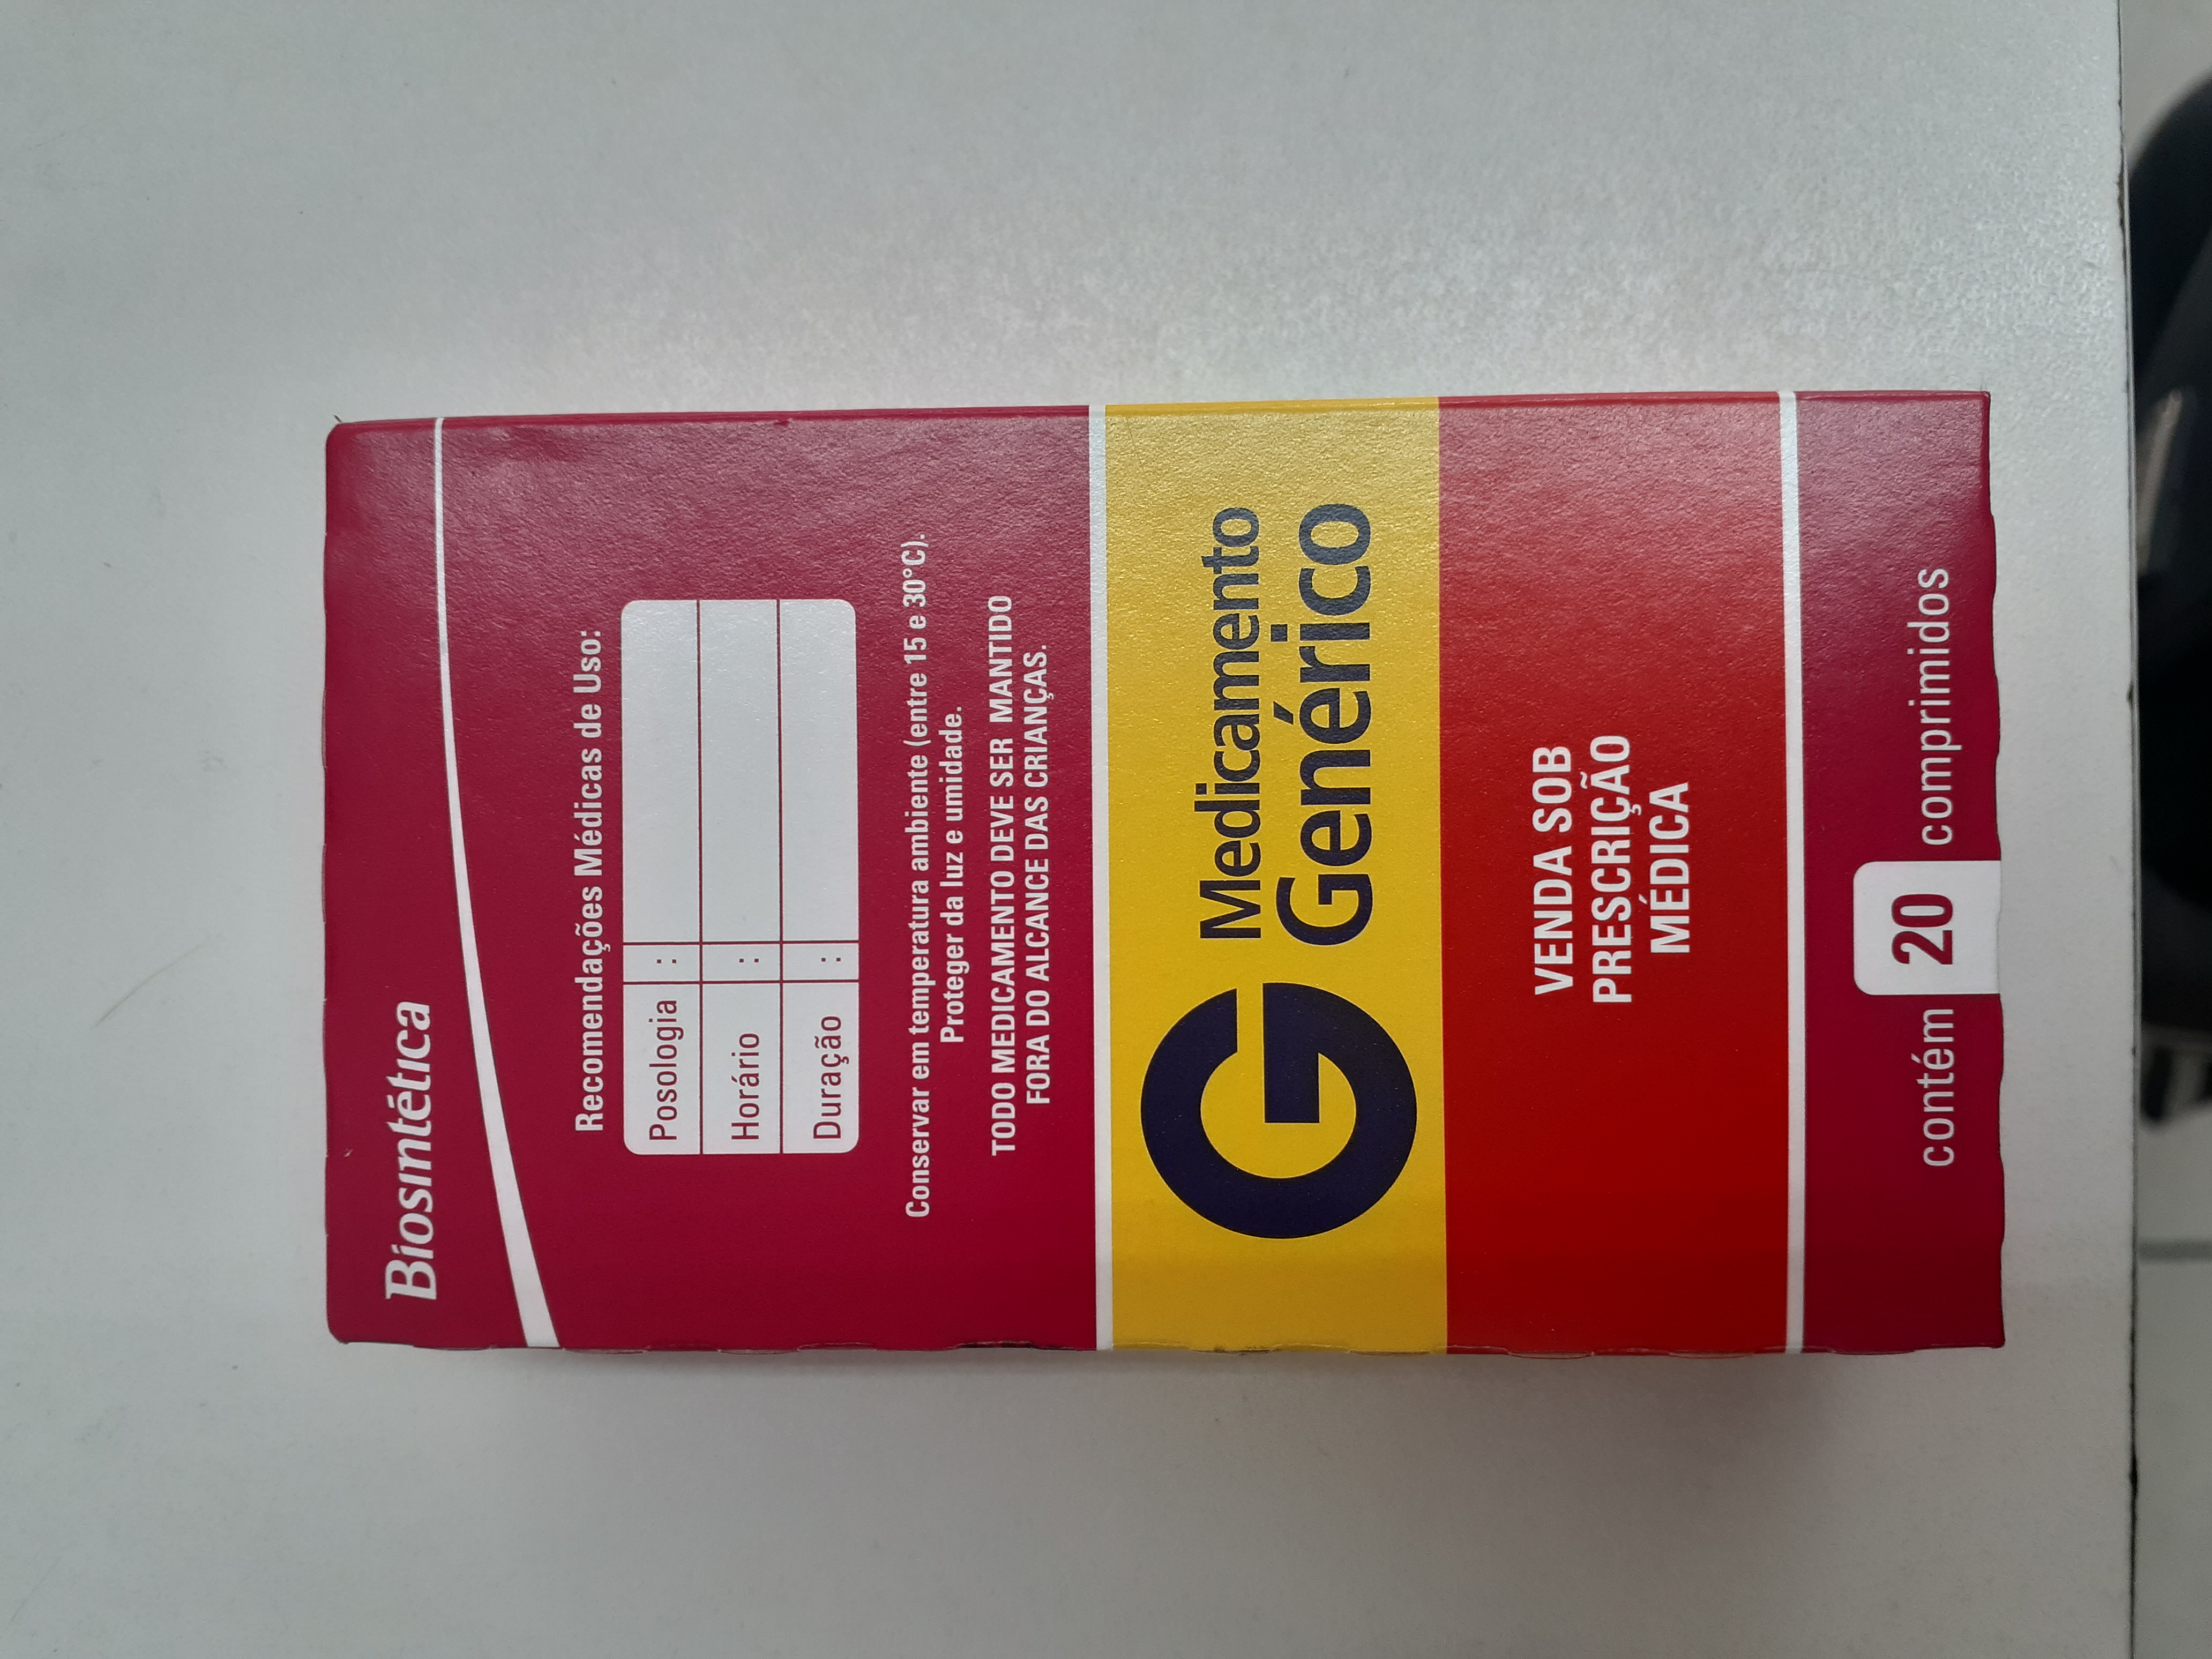 Biosintética
Recomendações Médicas de Uso:
Posologia :
Horário :
Duração :
Conservar em temperatura ambiente (entre 15 e 30°C).
Proteger da luz e umidade.
TODO MEDICAMENTO DEVE SER MANTIDO
FORA DO ALCANCE DAS CRIANÇAS.
G Medicamento
Genérico
VENDA SOB
PRESCRIÇÃO
MÉDICA
contém 20 comprimidos